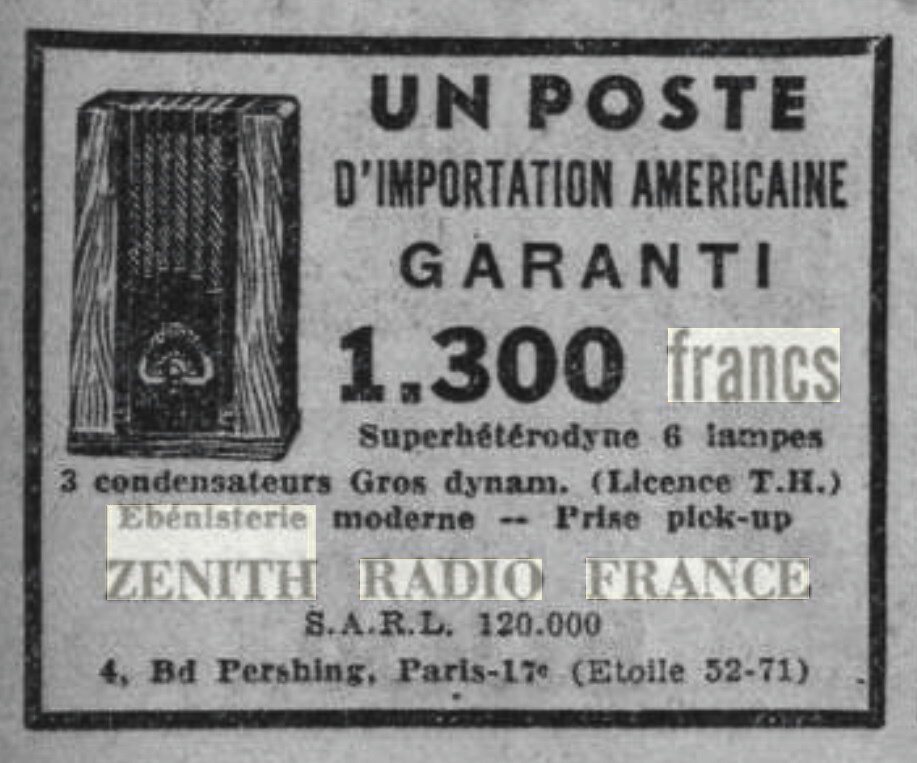 UN POSTE
D'IMPORTATION AMERICAINE
GARANTI
1.300 francs
Superhétérodyne 6 lampes
3 condensateurs Gros dynam. (Licence T.H.)
Ebénisterie moderne -- Prise pick-up
ZENITH RADIO FRANCE
S.A.R.L. 120.000
4, Bd Pershing, Paris-17e (Etoile 52-71)